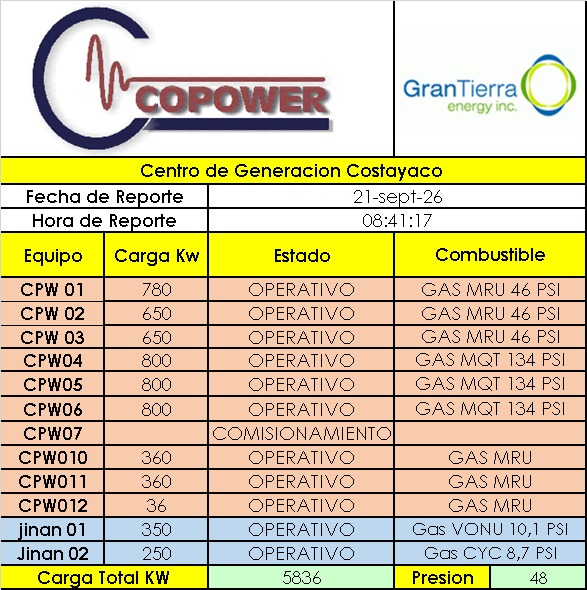 COPOWER
GranTierra
energy inc.
Centro de Generacion Costayaco
Fecha de Reporte 21-sept-26
Hora de Reporte 08:41:17
Equipo Carga Kw Estado Combustible
CPW 01 780 OPERATIVO GAS MRU 46 PSI
CPW 02 650 OPERATIVO GAS MRU 46 PSI
CPW 03 650 OPERATIVO GAS MRU 46 PSI
CPW04 800 OPERATIVO GAS MQT 134 PSI
CPW05 800 OPERATIVO GAS MQT 134 PSI
CPW06 800 OPERATIVO GAS MQT 134 PSI
CPW07 COMISIONAMIENTO
CPW010 360 OPERATIVO GAS MRU
CPW011 360 OPERATIVO GAS MRU
CPW012 36 OPERATIVO GAS MRU
jinan 01 350 OPERATIVO Gas VONU 10,1 PSI
Jinan 02 250 OPERATIVO Gas CYC 8,7 PSI
Carga Total KW 5836 Presion 48